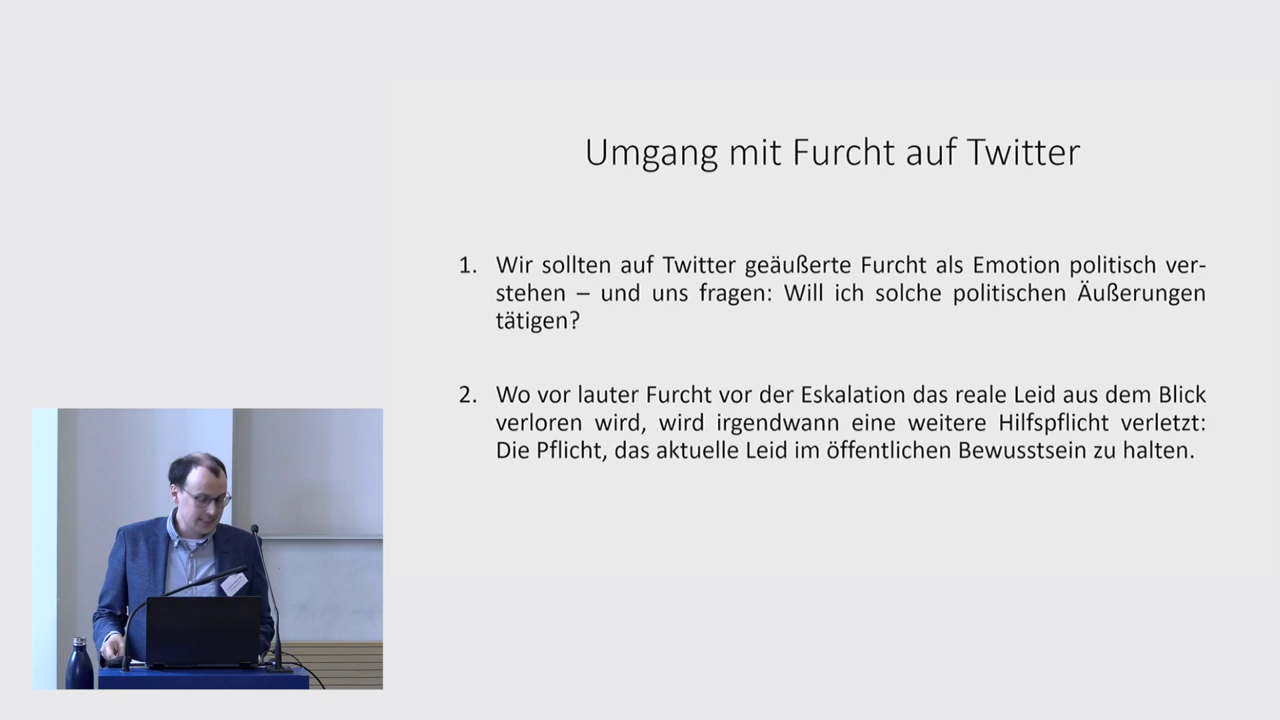 Umgang mit Furcht auf Twitter
1. Wir sollten auf Twitter geäußerte Furcht als Emotion politisch ver-
stehen – und uns fragen: Will ich solche politischen Äußerungen
tätigen?
2. Wo vor lauter Furcht vor der Eskalation das reale Leid aus dem Blick
verloren wird, wird irgendwann eine weitere Hilfspflicht verletzt:
Die Pflicht, das aktuelle Leid im öffentlichen Bewusstsein zu halten.